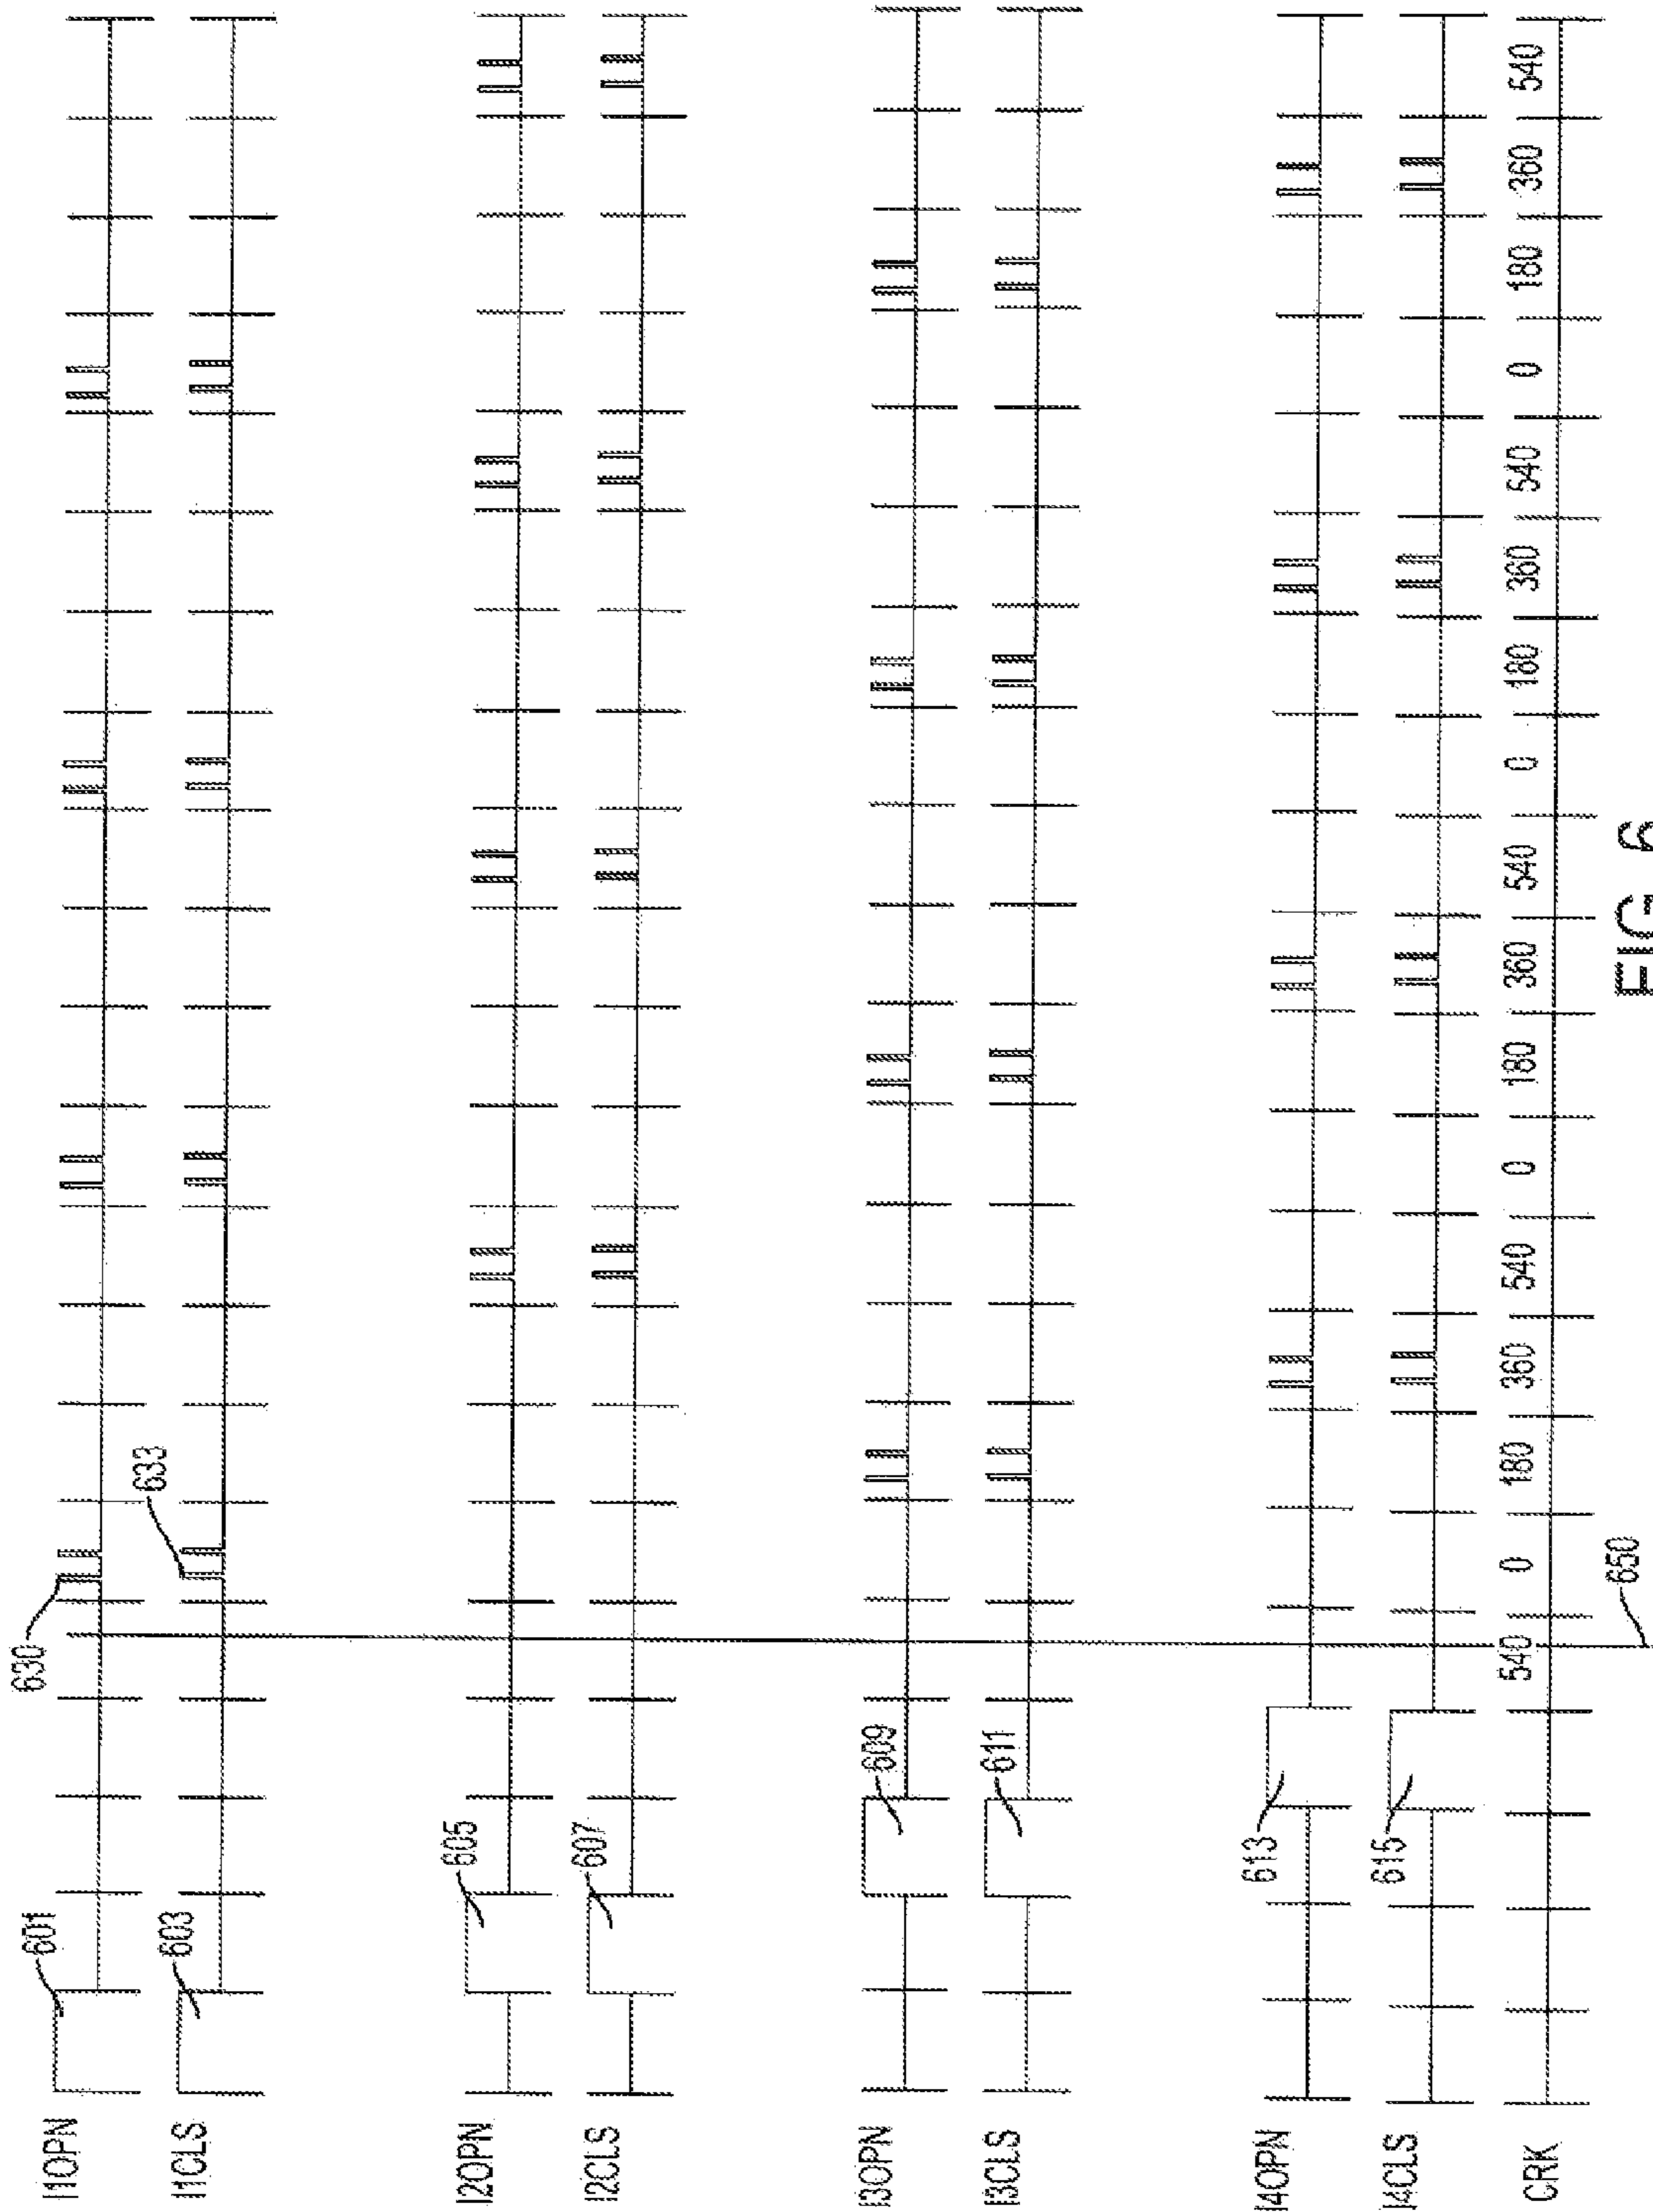 601
630
I1OPN
603
633
I1CLS
605
I2OPN
607
I2CLS
609
I3OPN
611
I3CLS
613
I4OPN
615
I4CLS
540 0 180 360 540 0 180 360 540 0 180 360 540 0 180 360 540
CRK
650
FIG 6